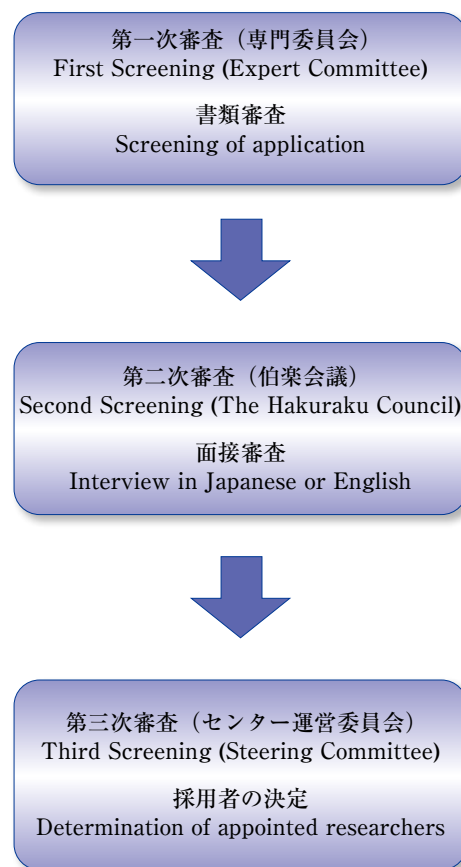 第一次審査（専門委員会）
First Screening (Expert Committee)
書類審査
Screening of application
第二次審査（伯楽会議）
Second Screening (The Hakuraku Council)
面接審査
Interview in Japanese or English
第三次審査（センター運営委員会）
Third Screening (Steering Committee)
採用者の決定
Determination of appointed researchers